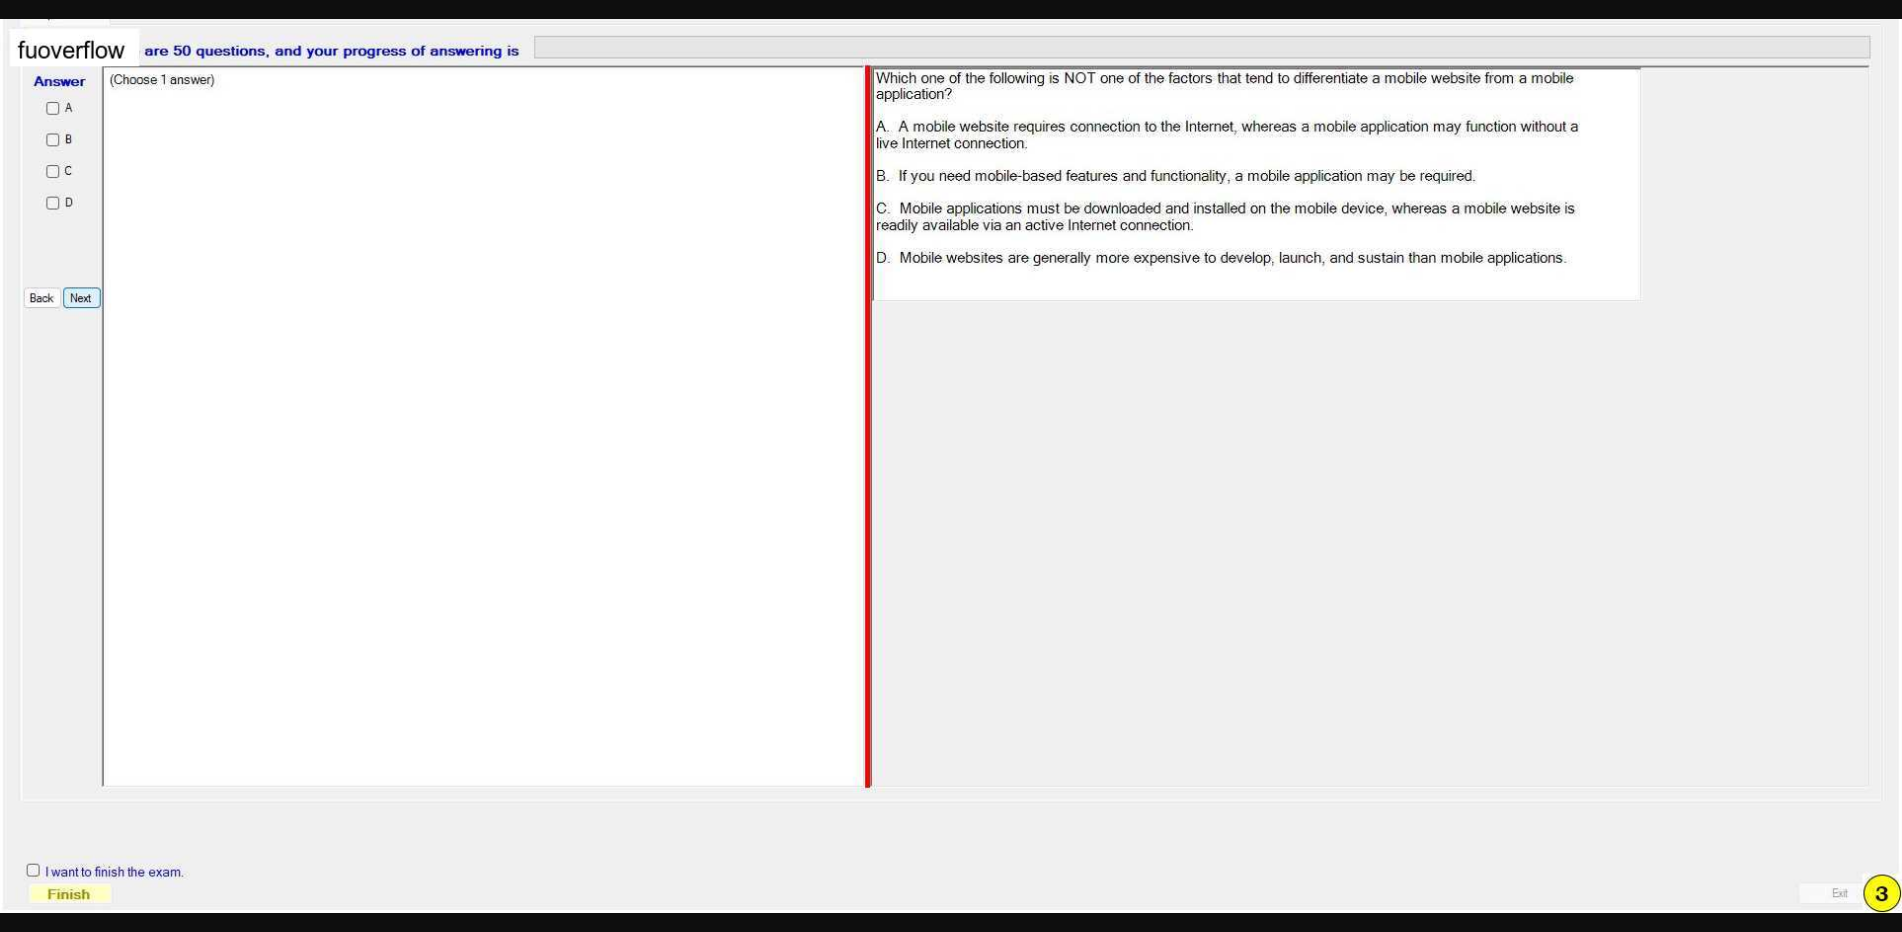 fuoverflow are 50 questions, and your progress of answering is
Answer
(Choose 1 answer)
A
B
C
D
Back Next
Which one of the following is NOT one of the factors that tend to differentiate a mobile website from a mobile
application?
A. A mobile website requires connection to the Internet, whereas a mobile application may function without a
live Internet connection.
B. If you need mobile-based features and functionality, a mobile application may be required.
C. Mobile applications must be downloaded and installed on the mobile device, whereas a mobile website is
readily available via an active Internet connection.
D. Mobile websites are generally more expensive to develop, launch, and sustain than mobile applications.
I want to finish the exam.
Finish
Exit
3